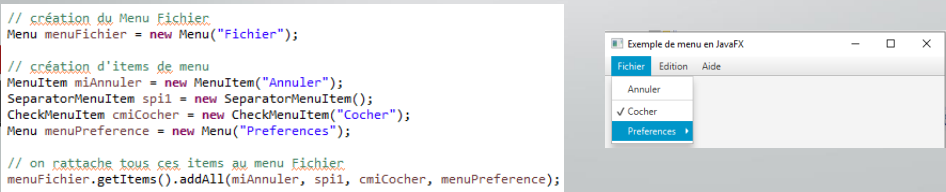 // création du Menu Fichier
Menu menuFichier = new Menu("Fichier");
// création d'items de menu
MenuItem miAnnuler = new MenuItem("Annuler");
SeparatorMenuItem spi1 = new SeparatorMenuItem();
CheckMenuItem cmiCocher = new CheckMenuItem("Cocher");
Menu menuPreference = new Menu("Preferences");
// on rattache tous ces items au menu Fichier
menuFichier.getItems().addAll(miAnnuler, spi1, cmiCocher, menuPreference);
Exemple de menu en JavaFX
Fichier Edition Aide
Annuler
✓ Cocher
Preferences